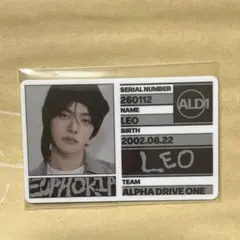 SERIAL NUMBER
260112
ALD1
NAME
LEO
BIRTH
2002.08.22
LEO
EUPHORIA
TEAM
ALPHA DRIVE ONE